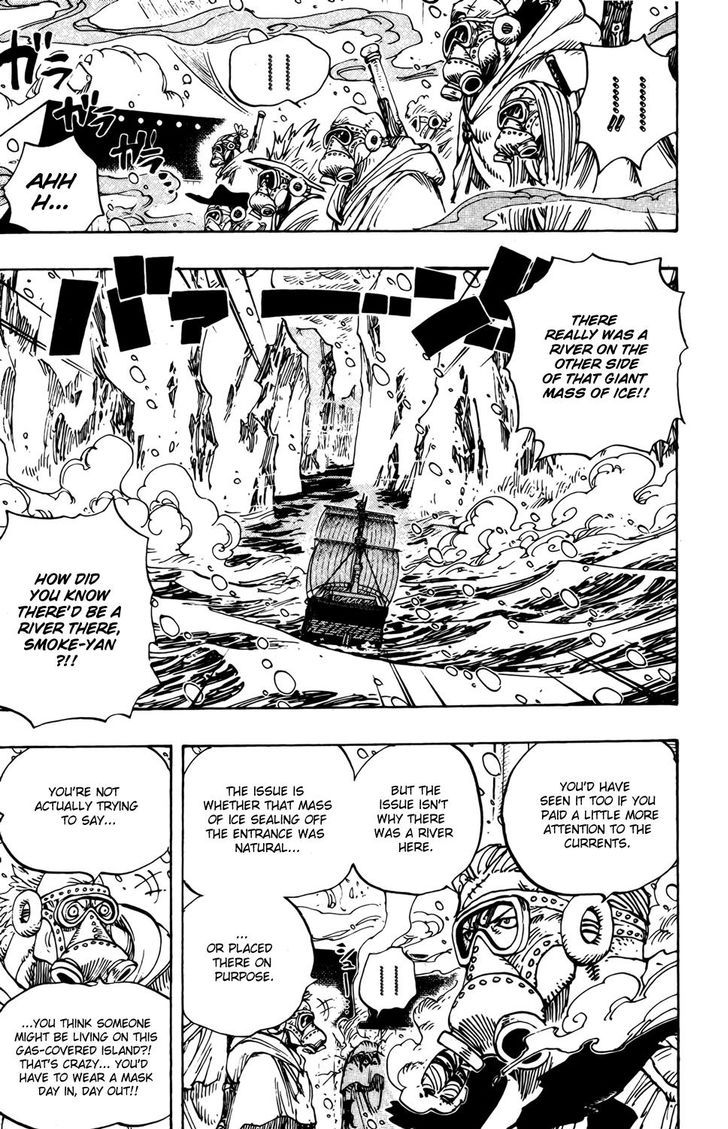 ガラ
ガラ
!!
!!
!!
AHH
H...
バァーーン
THERE
REALLY WAS A
RIVER ON THE
OTHER SIDE
OF THAT GIANT
MASS OF ICE!!
HOW DID
YOU KNOW
THERE'D BE A
RIVER THERE,
SMOKE-YAN
?!!
YOU'D HAVE
SEEN IT TOO IF YOU
PAID A LITTLE MORE
ATTENTION TO THE
CURRENTS.
BUT THE
ISSUE ISN'T
WHY THERE
WAS A RIVER
HERE.
THE ISSUE IS
WHETHER THAT MASS
OF ICE SEALING OFF
THE ENTRANCE WAS
NATURAL...
...
OR PLACED
THERE ON
PURPOSE.
YOU'RE NOT
ACTUALLY TRYING
TO SAY...
...YOU THINK SOMEONE
MIGHT BE LIVING ON THIS
GAS-COVERED ISLAND?!
THAT'S CRAZY... YOU'D
HAVE TO WEAR A MASK
DAY IN, DAY OUT!!